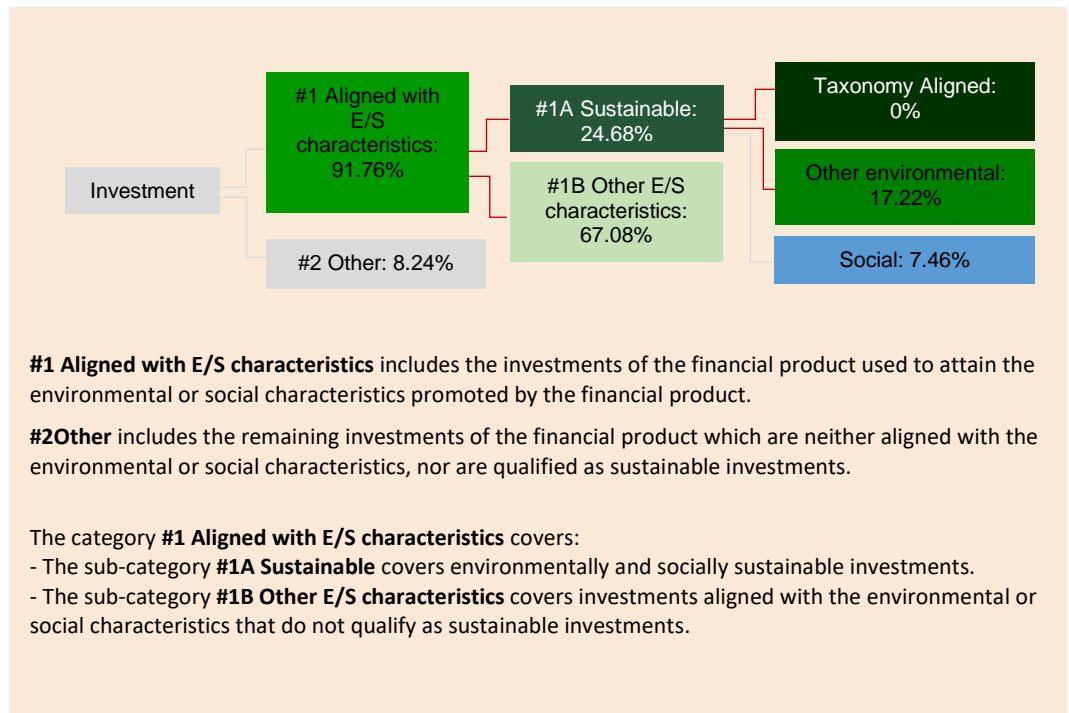 Investment
#1 Aligned with
E/S
characteristics:
91.76%
#2 Other: 8.24%
#1A Sustainable:
24.68%
#1B Other E/S
characteristics:
67.08%
Taxonomy Aligned:
0%
Other environmental:
17.22%
Social: 7.46%
#1 Aligned with E/S characteristics includes the investments of the financial product used to attain the
environmental or social characteristics promoted by the financial product.
#2Other includes the remaining investments of the financial product which are neither aligned with the
environmental or social characteristics, nor are qualified as sustainable investments.
The category #1 Aligned with E/S characteristics covers:
- The sub-category #1A Sustainable covers environmentally and socially sustainable investments.
- The sub-category #1B Other E/S characteristics covers investments aligned with the environmental or
social characteristics that do not qualify as sustainable investments.